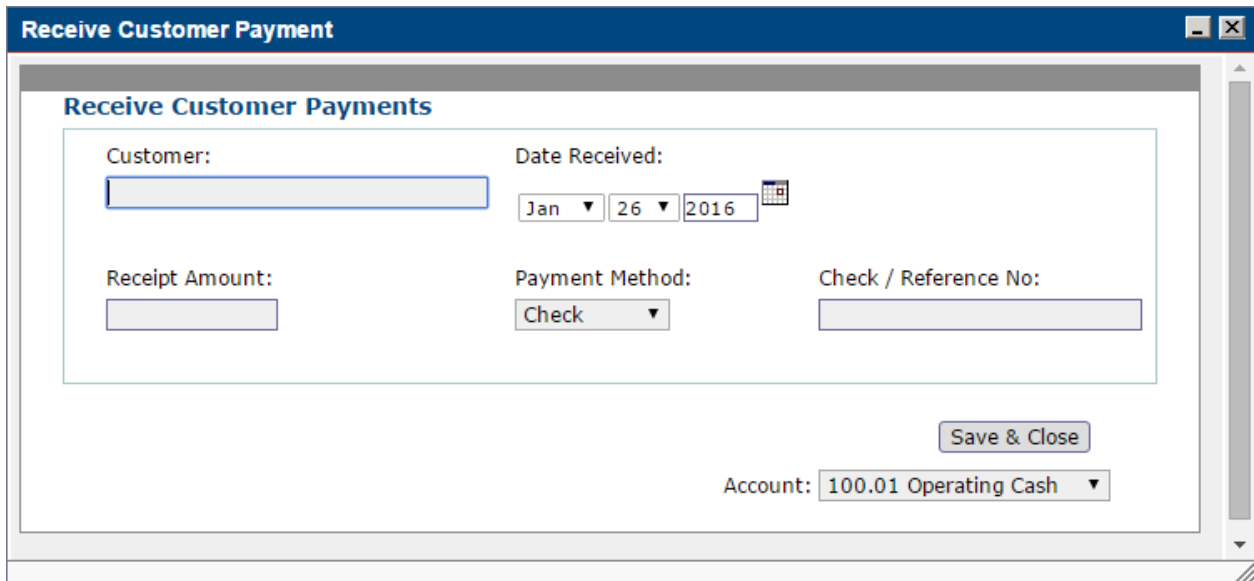 Receive Customer Payment
Receive Customer Payments
Customer:
Date Received:
Jan 26 2016
Receipt Amount:
Payment Method:
Check / Reference No:
Check
Save & Close
Account: 100.01 Operating Cash